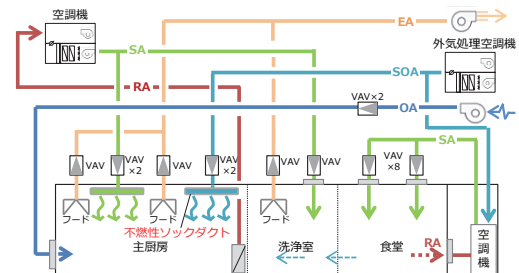 空調機
EA
外気処理空調機
SA
SOA
RA
VAV×2
OA
SA
VAV
VAV
×2
VAV
VAV
×2
VAV
VAV
VAV
×8
フード
フード
フード
不燃性ソックダクト
主厨房
洗浄室
食堂
RA
空
調
機